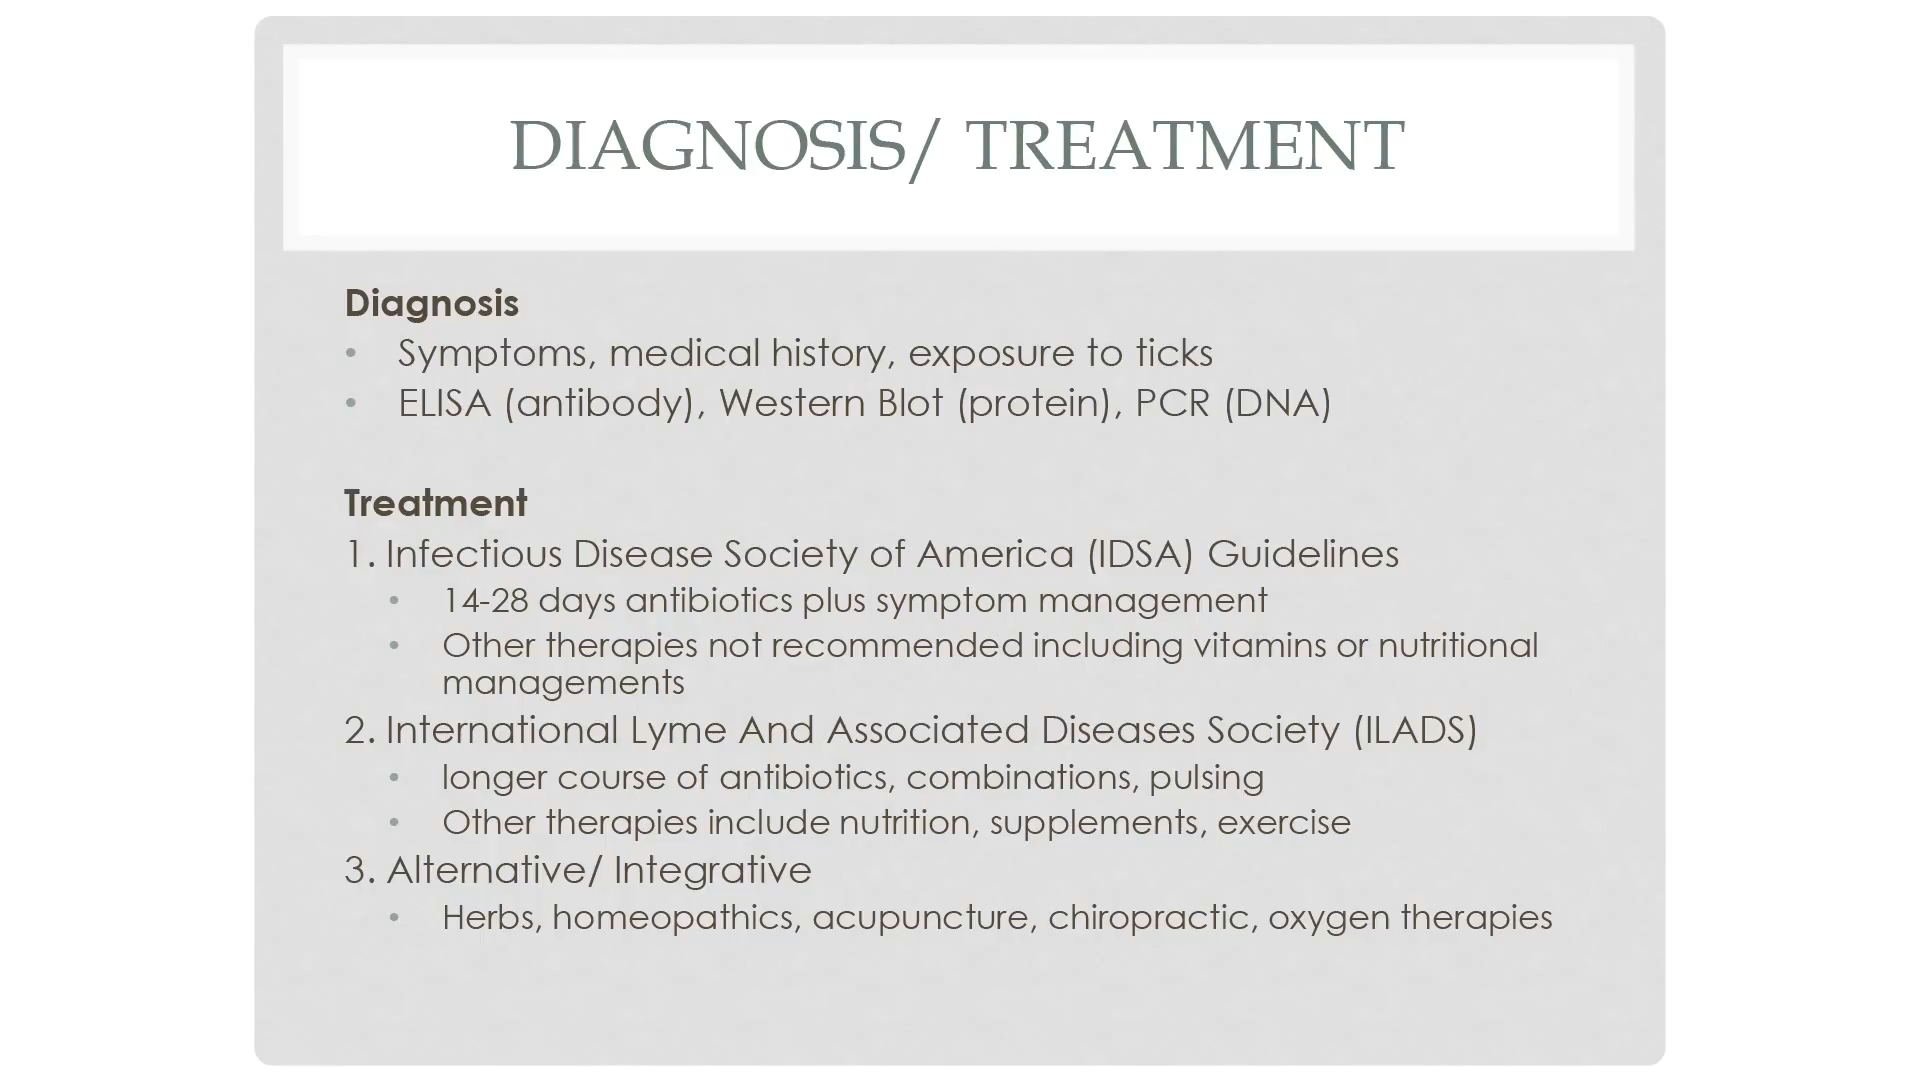 DIAGNOSIS/ TREATMENT
Diagnosis
• Symptoms, medical history, exposure to ticks
• ELISA (antibody), Western Blot (protein), PCR (DNA)
Treatment
1. Infectious Disease Society of America (IDSA) Guidelines
• 14-28 days antibiotics plus symptom management
• Other therapies not recommended including vitamins or nutritional
managements
2. International Lyme And Associated Diseases Society (ILADS)
• longer course of antibiotics, combinations, pulsing
• Other therapies include nutrition, supplements, exercise
3. Alternative/ Integrative
• Herbs, homeopathics, acupuncture, chiropractic, oxygen therapies